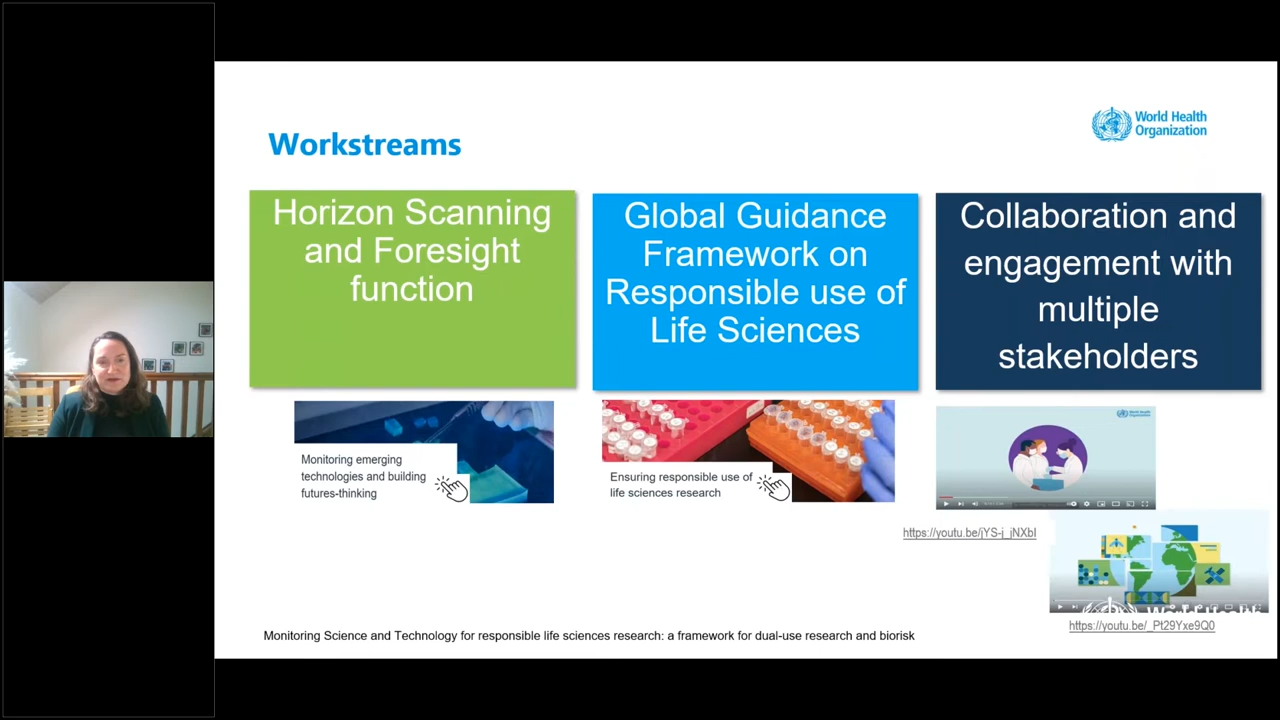 Workstreams
World Health
Organization
Horizon Scanning
and Foresight
function
Global Guidance
Framework on
Responsible use of
Life Sciences
Collaboration and
engagement with
multiple
stakeholders
Monitoring emerging
technologies and building
futures-thinking
Ensuring responsible use of
life sciences research
https://youtu.be/jYS-j_jNXbI
World Health
https://youtu.be/_Pt29Yxe9Q0
Monitoring Science and Technology for responsible life sciences research: a framework for dual-use research and biorisk